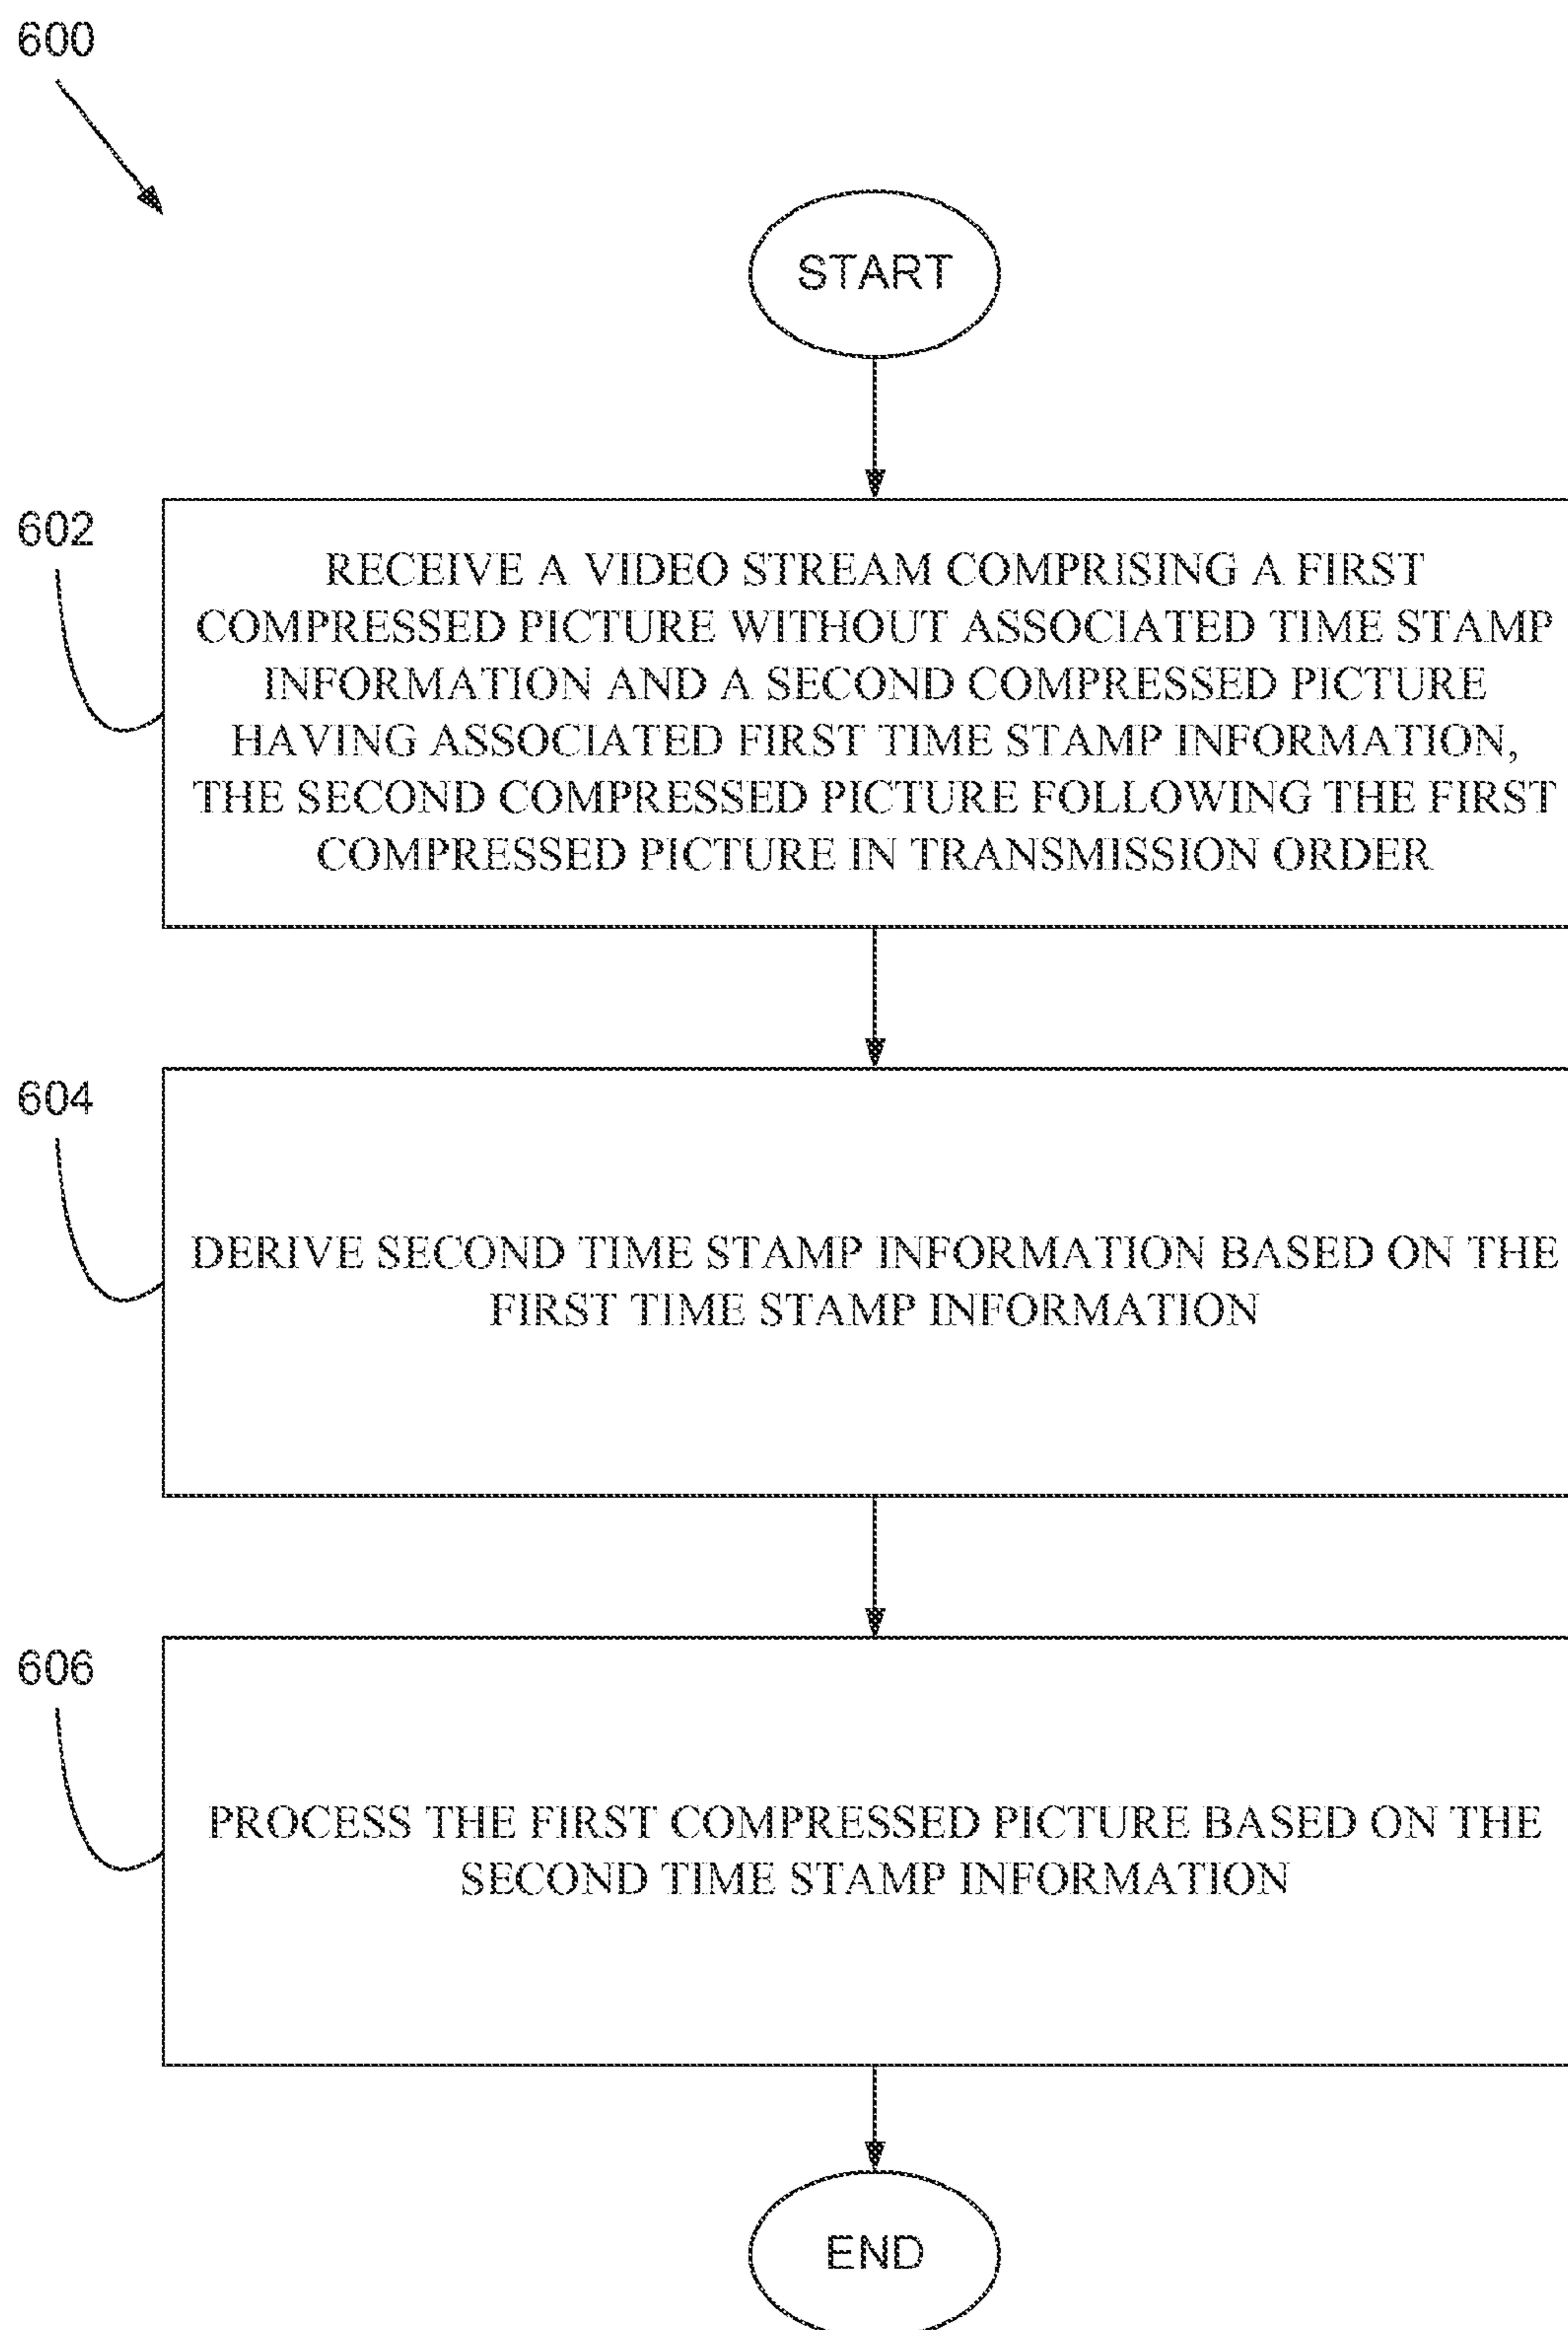 600
START
602
RECEIVE A VIDEO STREAM COMPRISING A FIRST
COMPRESSED PICTURE WITHOUT ASSOCIATED TIME STAMP
INFORMATION AND A SECOND COMPRESSED PICTURE
HAVING ASSOCIATED FIRST TIME STAMP INFORMATION,
THE SECOND COMPRESSED PICTURE FOLLOWING THE FIRST
COMPRESSED PICTURE IN TRANSMISSION ORDER
604
DERIVE SECOND TIME STAMP INFORMATION BASED ON THE
FIRST TIME STAMP INFORMATION
606
PROCESS THE FIRST COMPRESSED PICTURE BASED ON THE
SECOND TIME STAMP INFORMATION
END